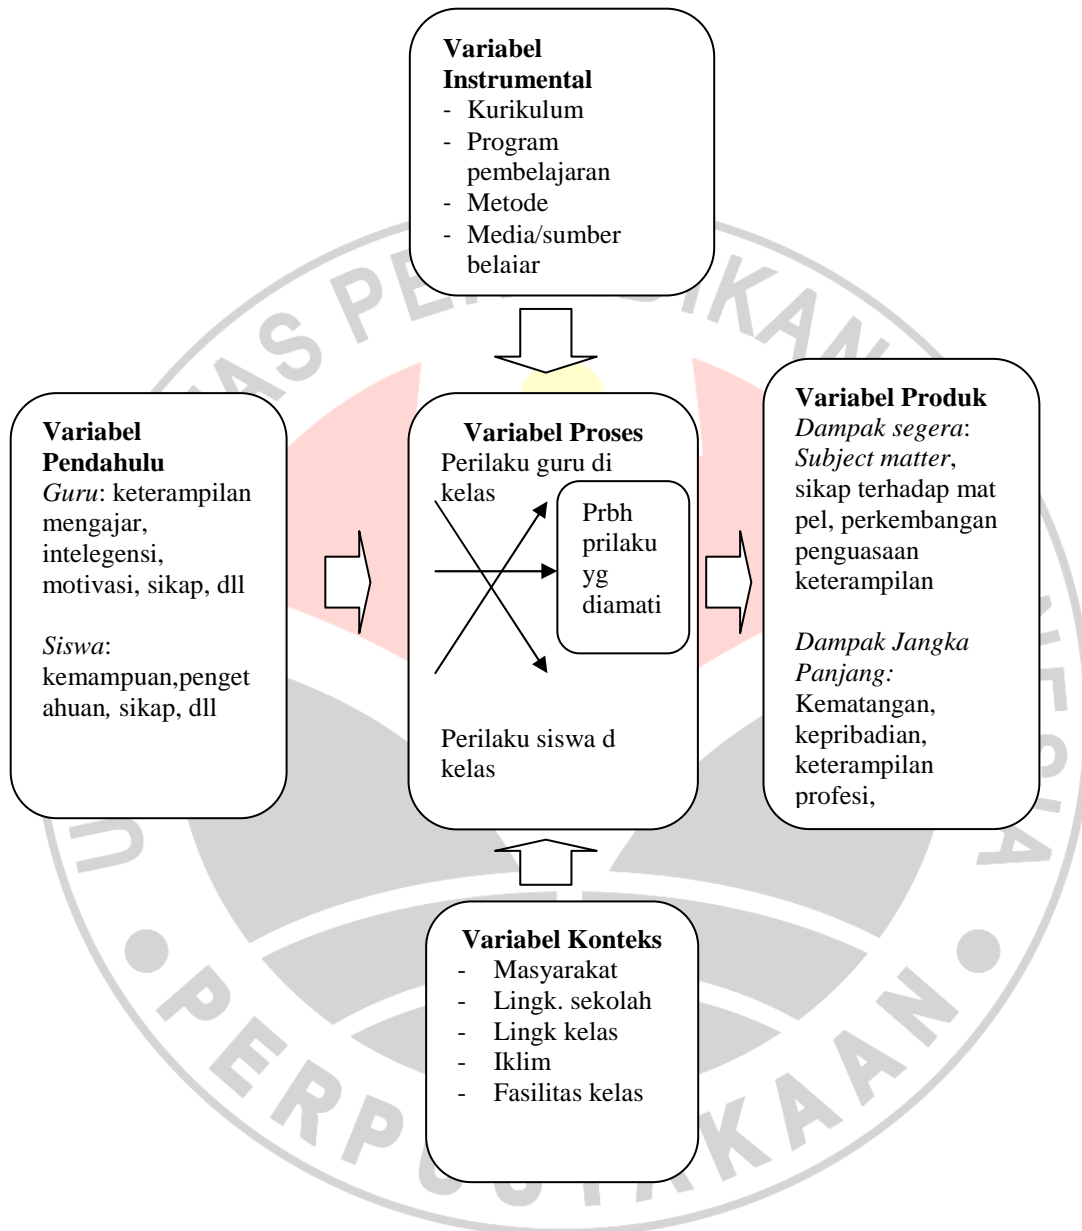 Variabel
Instrumental
- Kurikulum
- Program
pembelajaran
- Metode
- Media/sumber
belajar
Variabel
Pendahulu
Guru: keterampilan
mengajar,
intelegensi,
motivasi, sikap, dll
Siswa:
kemampuan,penget
ahuan, sikap, dll
Variabel Proses
Perilaku guru di
kelas
Prbh
prilaku
yg
diamati
Perilaku siswa d
kelas
Variabel Produk
Dampak segera:
Subject matter,
sikap terhadap mat
pel, perkembangan
penguasaan
keterampilan
Dampak Jangka
Panjang:
Kematangan,
kepribadian,
keterampilan
profesi,
Variabel Konteks
- Masyarakat
- Lingk. sekolah
- Lingk kelas
- Iklim
- Fasilitas kelas